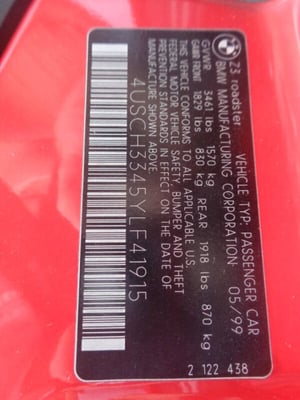 BMW
Z3 roadster
VEHICLE TYPE: PASSENGER CAR
BMW MANUFACTURING CORPORATION
05/99
GVWR 3461 lbs 1570 kg
GAWR FRONT 1829 lbs 830 kg REAR 1918 lbs 870 kg
THIS VEHICLE CONFORMS TO ALL APPLICABLE
FEDERAL MOTOR VEHICLE SAFETY, BUMPER AND THEFT
PREVENTION STANDARDS IN EFFECT ON THE DATE OF
MANUFACTURE SHOWN ABOVE
4USCH3345YLF41915
2 122 438